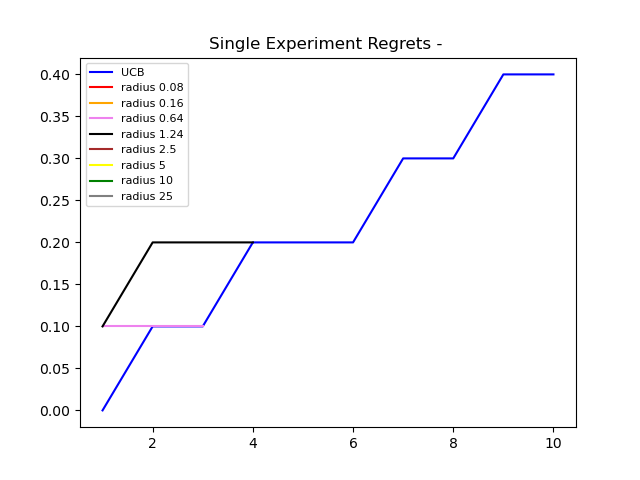 Single Experiment Regrets -
UCB
radius 0.08
radius 0.16
radius 0.64
radius 1.24
radius 2.5
radius 5
radius 10
radius 25
0.40
0.35
0.30
0.25
0.20
0.15
0.10
0.05
0.00
2 4 6 8 10